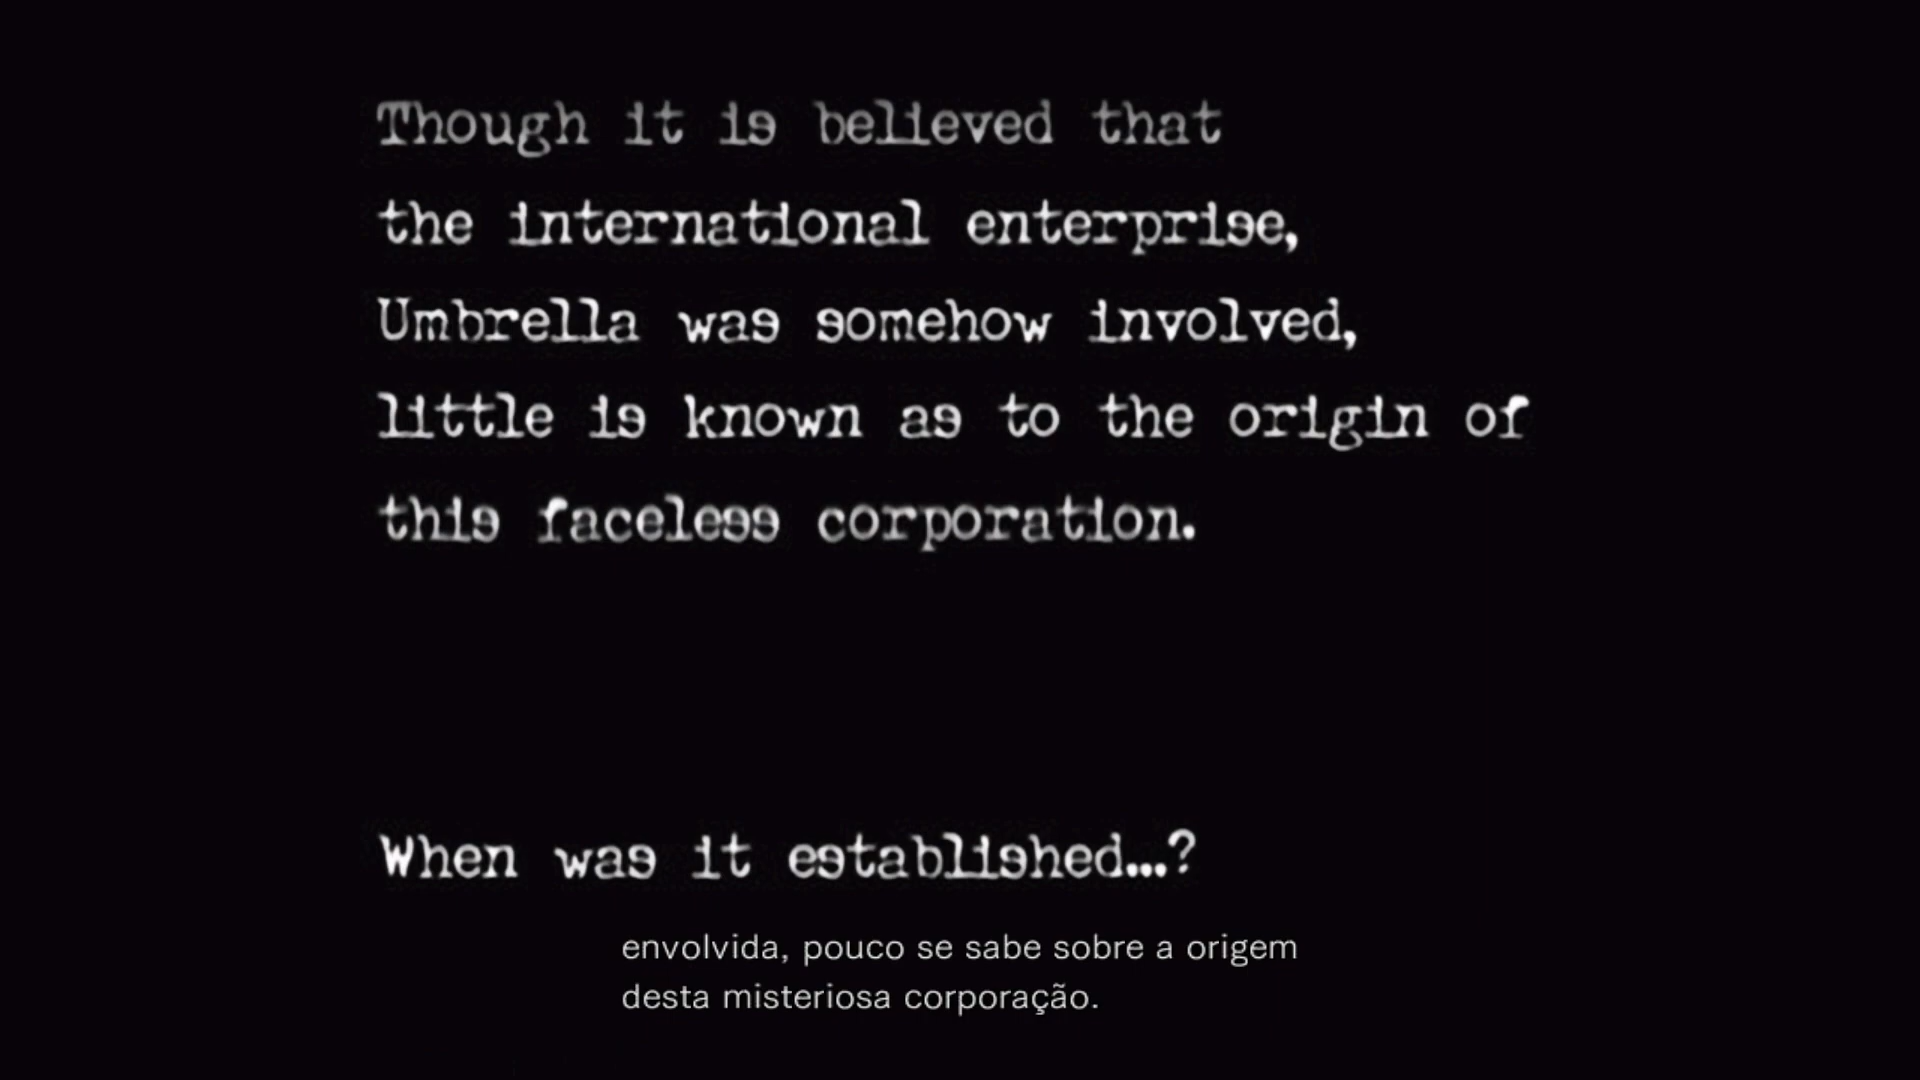 Though it is believed that
the international enterprise,
Umbrella was somehow involved,
little is known as to the origin of
this faceless corporation.
When was it established...?
envolvida, pouco se sabe sobre a origem
desta misteriosa corporação.